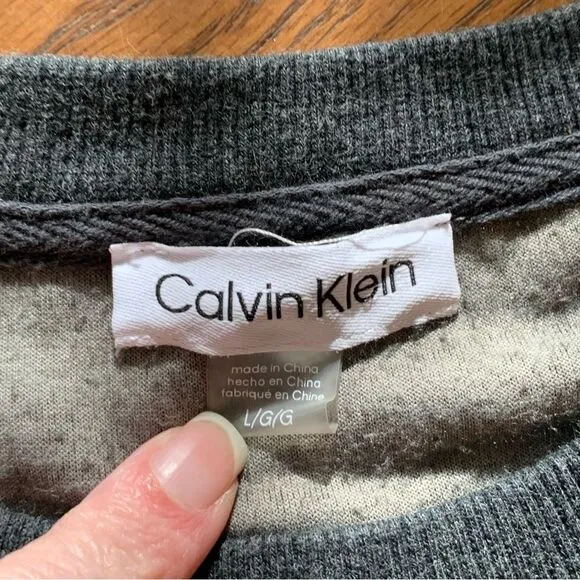 Calvin Klein
made in China
hecho en China
fabriqué en Chine
L/G/G